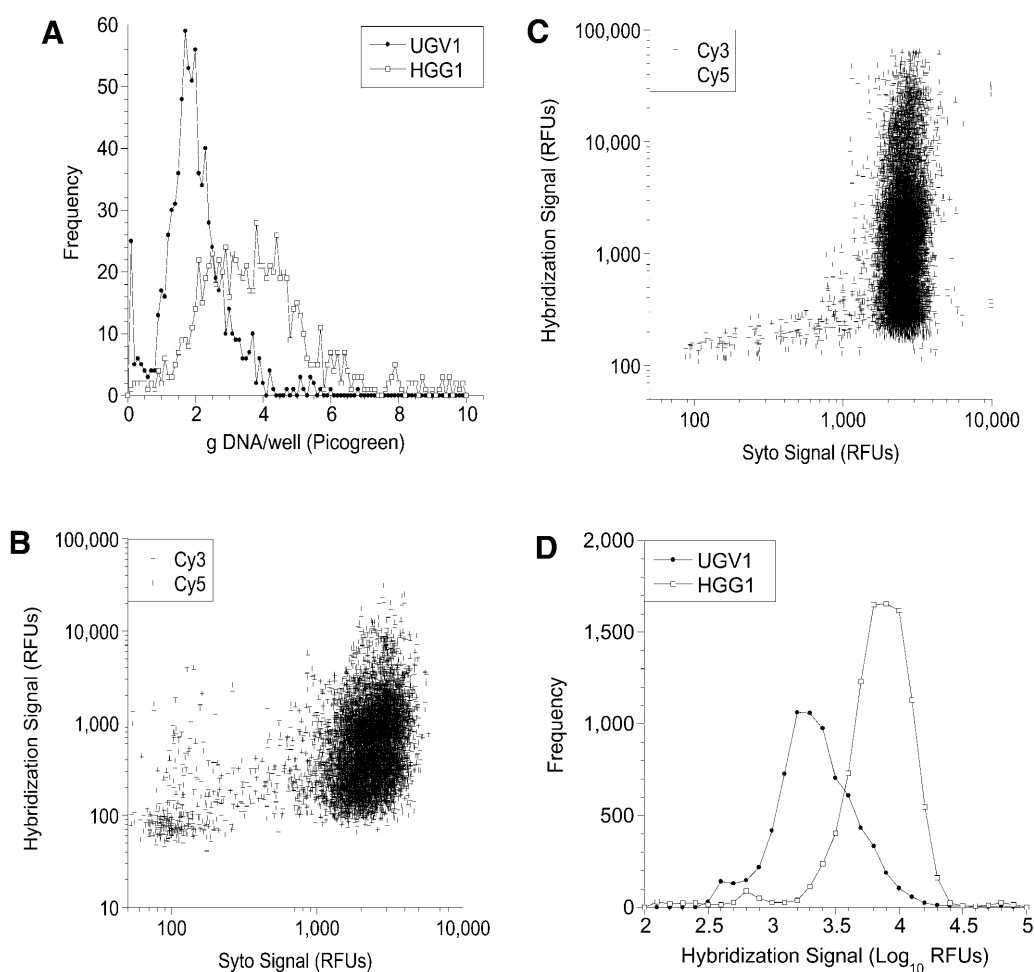 A
60
50
40
30
20
10
0
Frequency
UGV1
HGG1
0 2 4 6 8 10
g DNA/well (Picogreen)
C
100,000
10,000
1,000
100
Hybridization Signal (RFUs)
Cy3
Cy5
100 1,000 10,000
Syto Signal (RFUs)
B
100,000
10,000
1,000
100
10
Hybridization Signal (RFUs)
Cy3
Cy5
100 1,000 10,000
Syto Signal (RFUs)
D
2,000
1,500
1,000
500
0
Frequency
UGV1
HGG1
2 2.5 3 3.5 4 4.5 5
Hybridization Signal (Log10 RFUs)